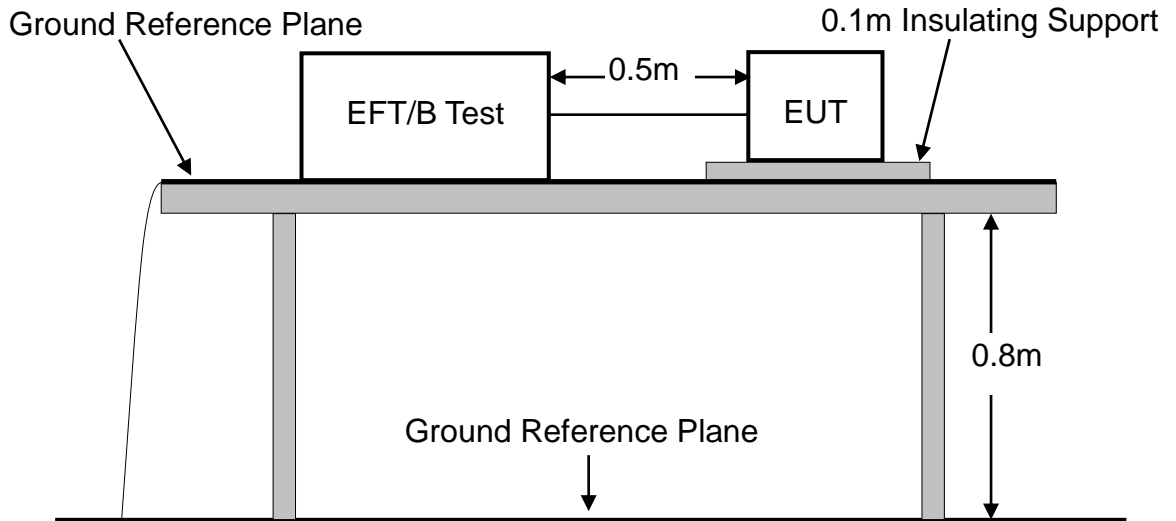 Ground Reference Plane
0.1m Insulating Support
0.5m
EFT/B Test
EUT
0.8m
Ground Reference Plane